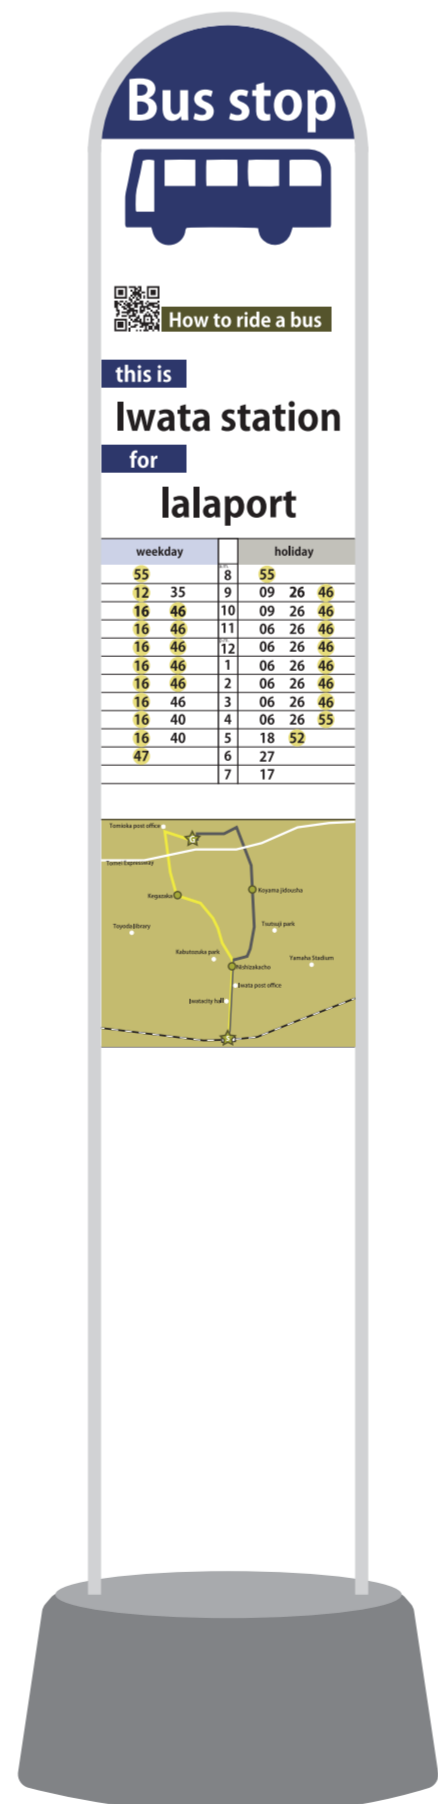 Bus stop
How to ride a bus
this is
Iwata station
for
lalaport
weekday holiday
55 8 55
12 35 9 09 26 46
16 46 10 09 26 46
16 46 11 06 26 46
16 46 12 06 26 46
16 46 1 06 26 46
16 46 2 06 26 46
16 46 3 06 26 46
16 40 4 06 26 55
16 40 5 18 52
47 6 27
7 17
Tomioka post office
Tomei Expressway
Kegazaka
Koyama jidousha
Toyoda library
Tsutsuji park
Kabutozuka park
Yamaha Stadium
Nishizakacho
Iwata post office
Iwatacity hall